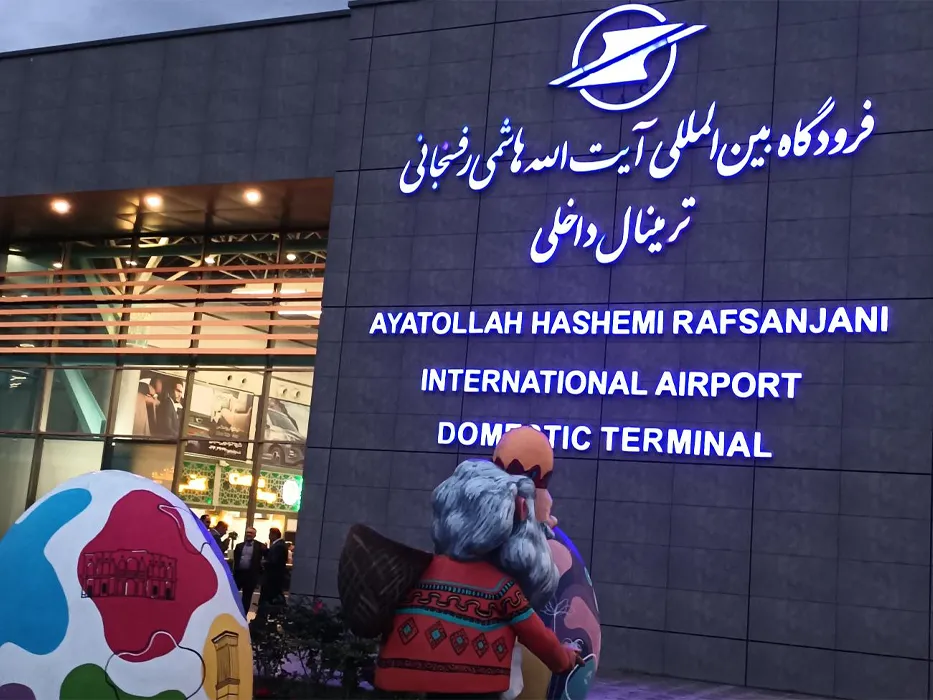 فرودگاه بین المللی آیت الله هاشمی رفسنجانی
ترمینال داخلی
AYATOLLAH HASHEMI RAFSANJANI
INTERNATIONAL AIRPORT
DOMESTIC TERMINAL